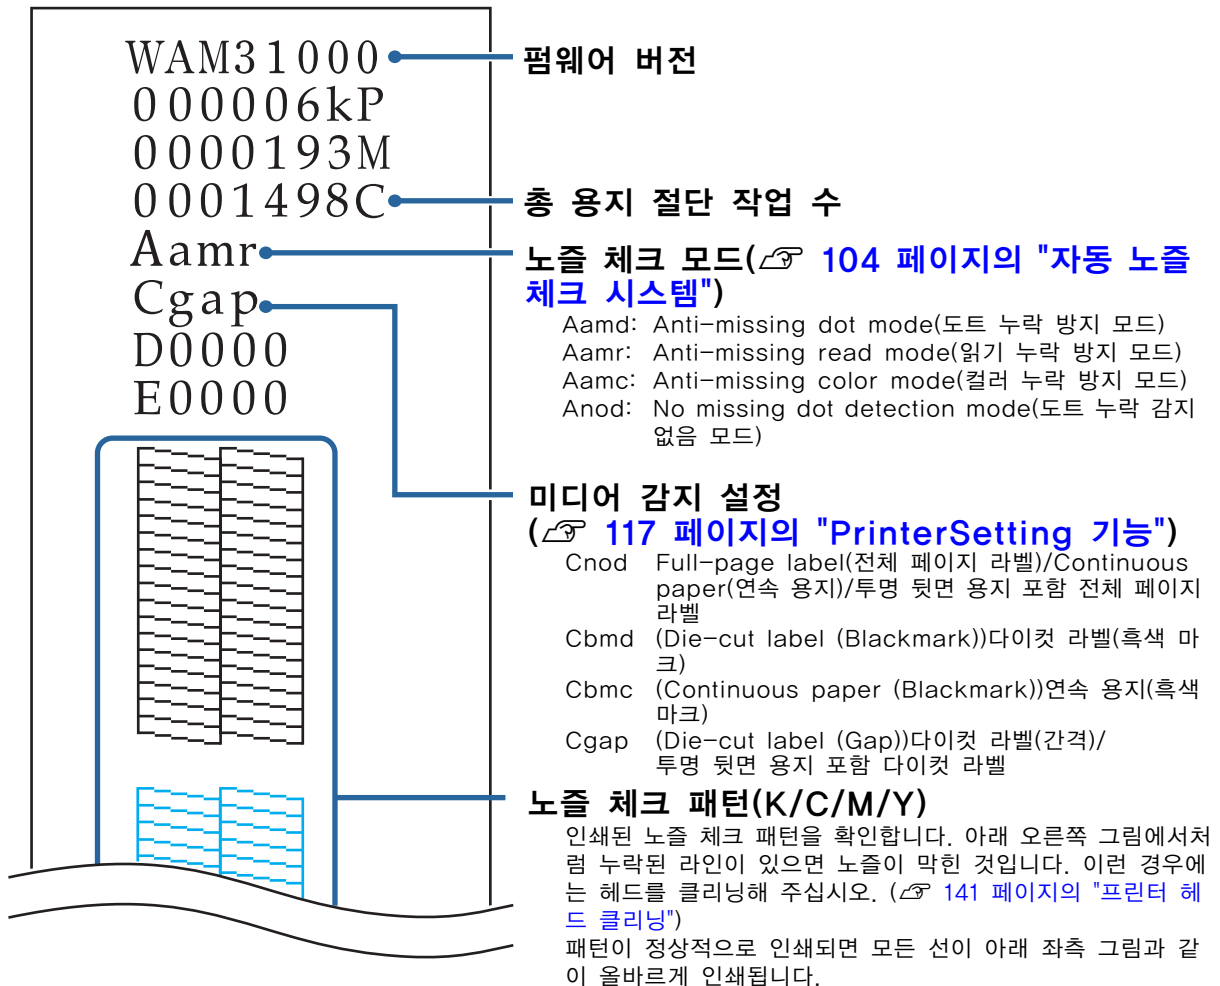 WAM31000
000006kP
0000193M
0001498C
Aamr
Cgap
D0000
E0000
펌웨어 버전
총 용지 절단 작업 수
노즐 체크 모드(☞ 104 페이지의 "자동 노즐
체크 시스템")
Aamd: Anti-missing dot mode(도트 누락 방지 모드)
Aamr: Anti-missing read mode(읽기 누락 방지 모드)
Aamc: Anti-missing color mode(컬러 누락 방지 모드)
Anod: No missing dot detection mode(도트 누락 감지
없음 모드)
미디어 감지 설정
(☞ 117 페이지의 "PrinterSetting 기능")
Cnod Full-page label(전체 페이지 라벨)/Continuous
paper(연속 용지)/투명 뒷면 용지 포함 전체 페이지
라벨
Cbmd (Die-cut label (Blackmark))다이컷 라벨(흑색 마
크)
Cbmc (Continuous paper (Blackmark))연속 용지(흑색
마크)
Cgap (Die-cut label (Gap))다이컷 라벨(간격)/
투명 뒷면 용지 포함 다이컷 라벨
노즐 체크 패턴(K/C/M/Y)
인쇄된 노즐 체크 패턴을 확인합니다. 아래 오른쪽 그림에서처
럼 누락된 라인이 있으면 노즐이 막힌 것입니다. 이런 경우에
는 헤드를 클리닝해 주십시오. (☞ 141 페이지의 "프린터 헤
드 클리닝")
패턴이 정상적으로 인쇄되면 모든 선이 아래 좌측 그림과 같
이 올바르게 인쇄됩니다.